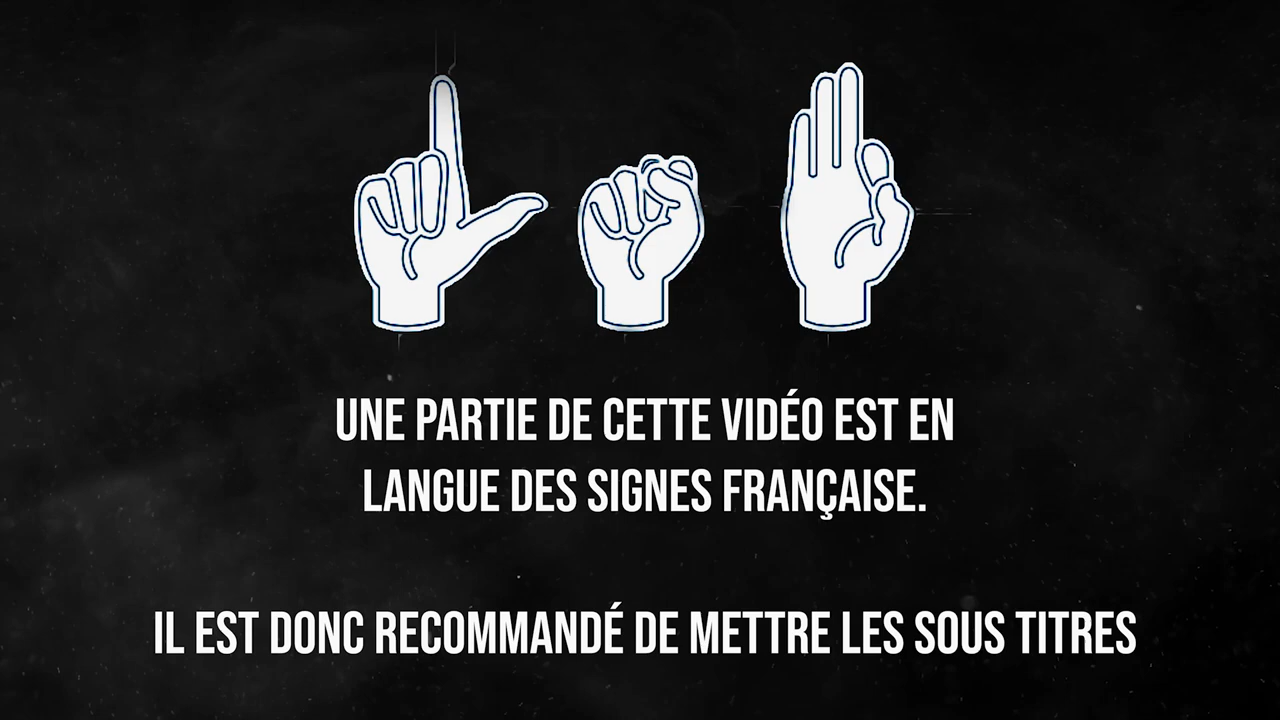 UNE PARTIE DE CETTE VIDÉO EST EN
LANGUE DES SIGNES FRANÇAISE.
IL EST DONC RECOMMANDÉ DE METTRE LES SOUS TITRES